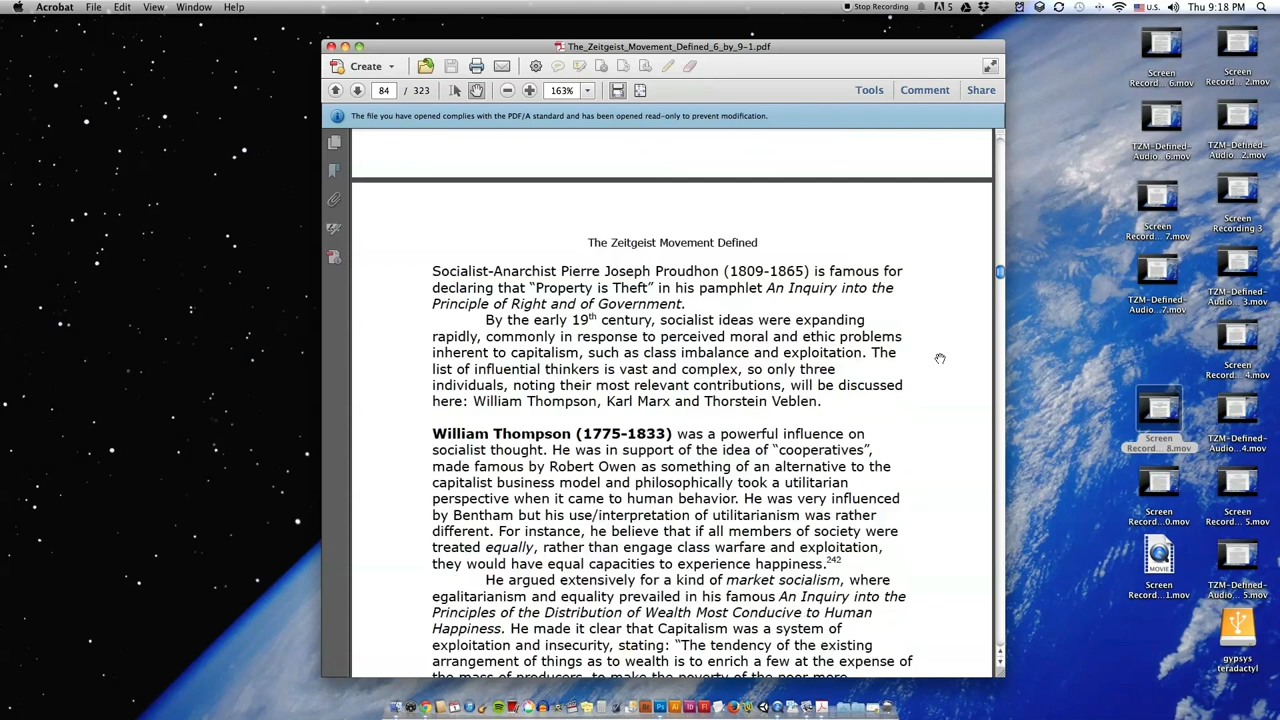 Acrobat File Edit View Window Help Stop Recording 5 U.S. Thu 9:18 PM
The_Zeitgeist_Movement_Defined_6_by_9-1.pdf
Create
84 / 323 163% Tools Comment Share
The file you have opened complies with the PDF/A standard and has been opened read-only to prevent modification.
The Zeitgeist Movement Defined
Socialist-Anarchist Pierre Joseph Proudhon (1809-1865) is famous for
declaring that “Property is Theft” in his pamphlet An Inquiry into the
Principle of Right and of Government.
By the early 19th century, socialist ideas were expanding
rapidly, commonly in response to perceived moral and ethic problems
inherent to capitalism, such as class imbalance and exploitation. The
list of influential thinkers is vast and complex, so only three
individuals, noting their most relevant contributions, will be discussed
here: William Thompson, Karl Marx and Thorstein Veblen.
William Thompson (1775-1833) was a powerful influence on
socialist thought. He was in support of the idea of “cooperatives”,
made famous by Robert Owen as something of an alternative to the
capitalist business model and philosophically took a utilitarian
perspective when it came to human behavior. He was very influenced
by Bentham but his use/interpretation of utilitarianism was rather
different. For instance, he believe that if all members of society were
treated equally, rather than engage class warfare and exploitation,
they would have equal capacities to experience happiness.242
He argued extensively for a kind of market socialism, where
egalitarianism and equality prevailed in his famous An Inquiry into the
Principles of the Distribution of Wealth Most Conducive to Human
Happiness. He made it clear that Capitalism was a system of
exploitation and insecurity, stating: “The tendency of the existing
arrangement of things as to wealth is to enrich a few at the expense of
Screen
Record... 6.mov
Screen
Record... 2.mov
TZM-Defined-
Audio...6.mov
TZM-Defined-
Audio...2.mov
Screen
Record... 7.mov
Screen
Recording 3
TZM-Defined-
Audio...7.mov
TZM-Defined-
Audio...3.mov
Screen
Record... 4.mov
Screen
Record... 8.mov
TZM-Defined-
Audio...4.mov
Screen
Record...0.mov
Screen
Record... 5.mov
MOVIE
Screen
Record...1.mov
TZM-Defined-
Audio...5.mov
gypsys
teradactyl